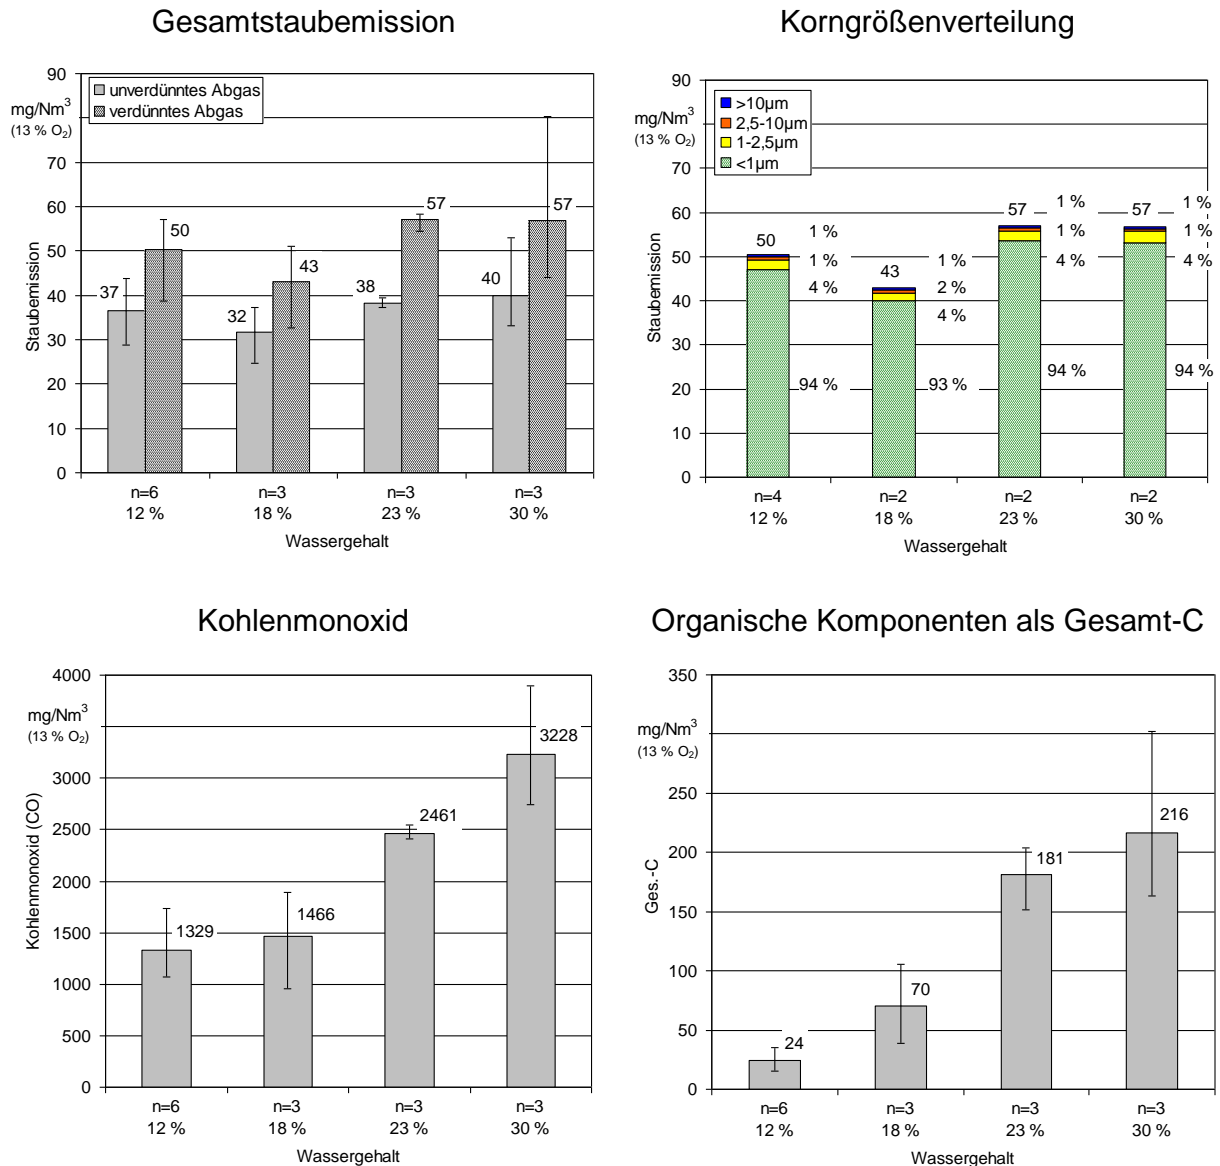 Gesamtstaubemission
90
mg/Nm³
(13 % O₂)
70
60
50
40
30
20
10
0
Staubemission
unverdünntes Abgas
verdünntes Abgas
37
50
32
43
38
57
40
57
n=6
n=3
n=3
n=3
12 %
18 %
23 %
30 %
Wassergehalt
Korngrößenverteilung
90
mg/Nm³
(13 % O₂)
70
60
50
40
30
20
10
0
Staubemission
>10µm
2,5-10µm
1-2,5µm
<1µm
50
1 %
1 %
4 %
94 %
43
1 %
2 %
4 %
93 %
57
1 %
1 %
4 %
94 %
57
1 %
1 %
4 %
94 %
n=4
n=2
n=2
n=2
12 %
18 %
23 %
30 %
Wassergehalt
Kohlenmonoxid
4000
mg/Nm³
(13 % O₂)
3000
2500
2000
1500
1000
500
0
Kohlenmonoxid (CO)
1329
1466
2461
3228
n=6
n=3
n=3
n=3
12 %
18 %
23 %
30 %
Wassergehalt
Organische Komponenten als Gesamt-C
350
mg/Nm³
(13 % O₂)
250
200
150
100
50
0
Ges.-C
24
70
181
216
n=6
n=3
n=3
n=3
12 %
18 %
23 %
30 %
Wassergehalt